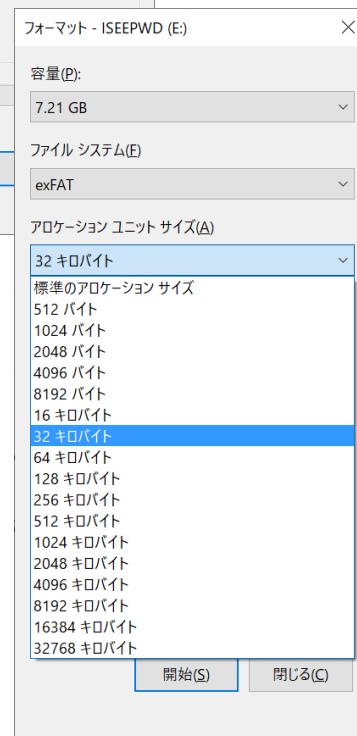 フォーマット - ISEEPWD (E:)
容量(P):
7.21 GB
ファイル システム(F)
exFAT
アロケーション ユニット サイズ(A)
32 キロバイト
標準のアロケーション サイズ
512 バイト
1024 バイト
2048 バイト
4096 バイト
8192 バイト
16 キロバイト
32 キロバイト
64 キロバイト
128 キロバイト
256 キロバイト
512 キロバイト
1024 キロバイト
2048 キロバイト
4096 キロバイト
8192 キロバイト
16384 キロバイト
32768 キロバイト
開始(S) 閉じる(C)